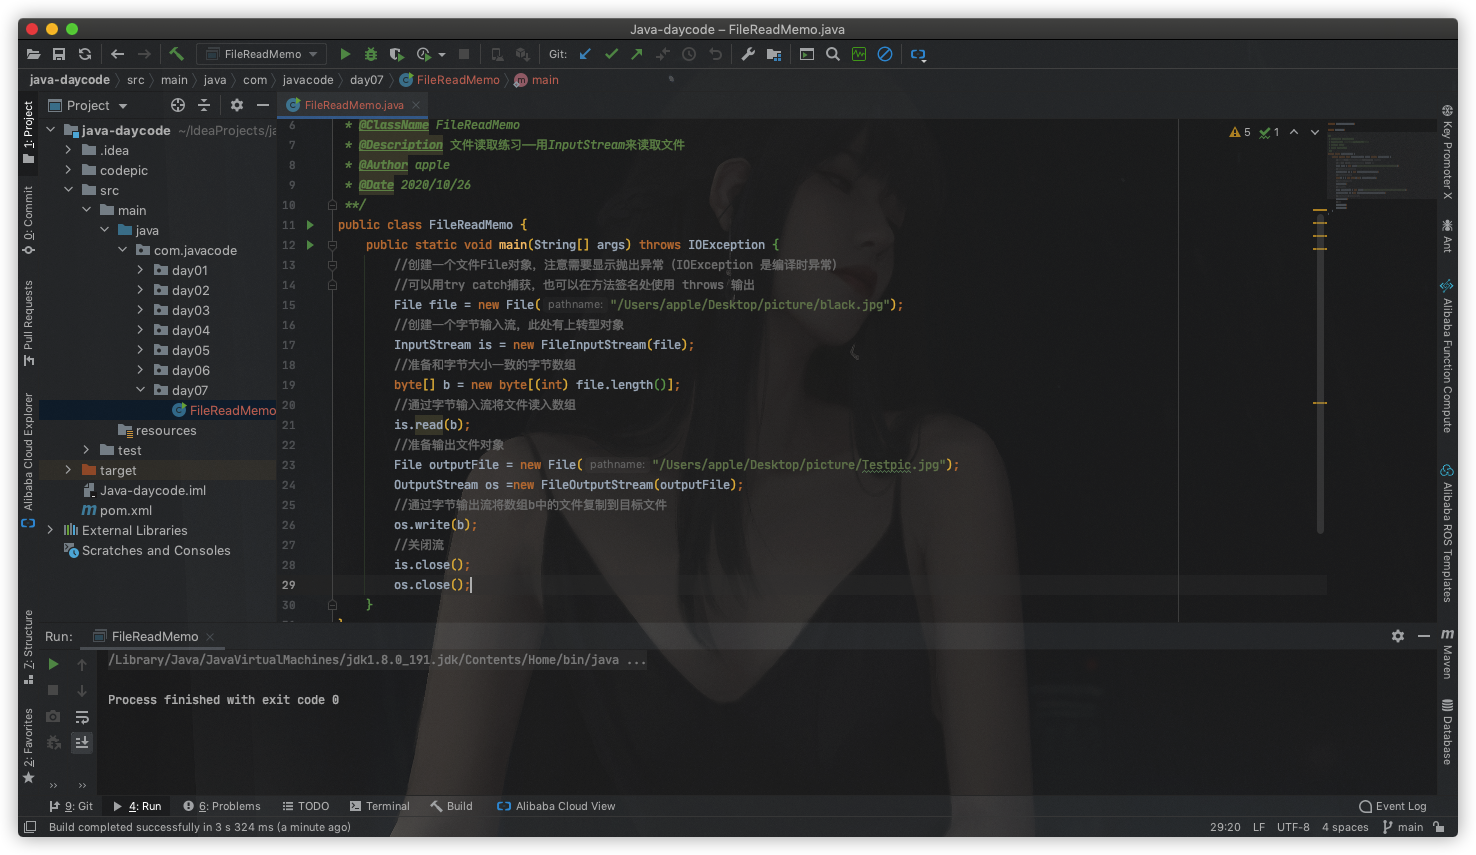 Java-daycode – FileReadMemo.java
FileReadMemo
Git:
java-daycode src main java com javacode day07 FileReadMemo main
Project
FileReadMemo.java
java-daycode ~/IdeaProjects/ja
.idea
codepic
src
main
java
com.javacode
day01
day02
day03
day04
day05
day06
day07
FileReadMemo
resources
test
target
Java-daycode.iml
pom.xml
External Libraries
Scratches and Consoles
1: Project
0: Commit
Pull Requests
Alibaba Cloud Explorer
Z: Structure
2: Favorites
5 1
6 * @ClassName FileReadMemo
7 * @Description 文件读取练习——用InputStream来读取文件
8 * @Author apple
9 * @Date 2020/10/26
10 **/
11 public class FileReadMemo {
12 public static void main(String[] args) throws IOException {
13 //创建一个文件File对象，注意需要显示抛出异常（IOException 是编译时异常）
14 //可以用try catch捕获，也可以在方法签名处使用 throws 输出
15 File file = new File( pathname: "/Users/apple/Desktop/picture/black.jpg");
16 //创建一个字节输入流，此处有上转型对象
17 InputStream is = new FileInputStream(file);
18 //准备和字节大小一致的字节数组
19 byte[] b = new byte[(int) file.length()];
20 //通过字节输入流将文件读入数组
21 is.read(b);
22 //准备输出文件对象
23 File outputFile = new File( pathname: "/Users/apple/Desktop/picture/Testpic.jpg");
24 OutputStream os =new FileOutputStream(outputFile);
25 //通过字节输出流将数组b中的文件复制到目标文件
26 os.write(b);
27 //关闭流
28 is.close();
29 os.close();
30 }
Key Promoter X
Ant
Alibaba Function Compute
Alibaba ROS Templates
Maven
Database
Run: FileReadMemo
/Library/Java/JavaVirtualMachines/jdk1.8.0_191.jdk/Contents/Home/bin/java ...
Process finished with exit code 0
9: Git 4: Run 6: Problems TODO Terminal Build Alibaba Cloud View Event Log
Build completed successfully in 3 s 324 ms (a minute ago) 29:20 LF UTF-8 4 spaces main